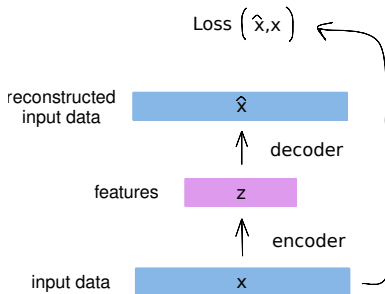 Loss (x̂,x)
reconstructed
input data
x̂
decoder
features
z
encoder
input data
x